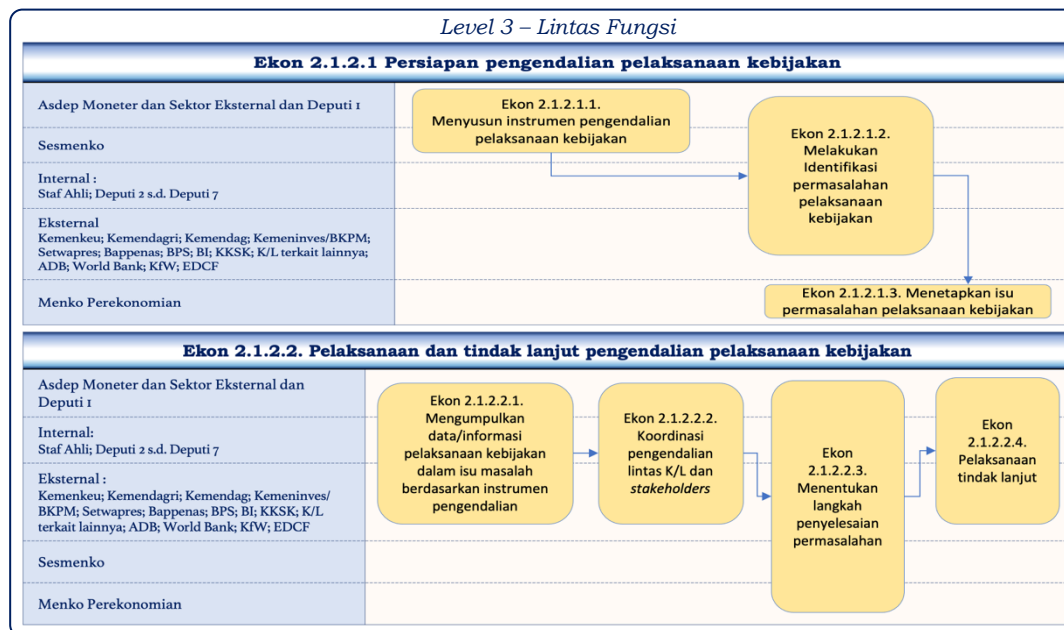 Level 3 – Lintas Fungsi
Ekon 2.1.2.1 Persiapan pengendalian pelaksanaan kebijakan
Asdep Moneter dan Sektor Eksternal dan Deputi 1
Sesmenko
Internal :
Staf Ahli; Deputi 2 s.d. Deputi 7
Eksternal
Kemenkeu; Kemendagri; Kemendag; Kemeninves/BKPM;
Setwapres; Bappenas; BPS; BI; KKSK; K/L terkait lainnya;
ADB; World Bank; KfW; EDCF
Menko Perekonomian
Ekon 2.1.2.1.1.
Menyusun instrumen pengendalian
pelaksanaan kebijakan
Ekon 2.1.2.1.2.
Melakukan
Identifikasi
permasalahan
pelaksanaan
kebijakan
Ekon 2.1.2.1.3. Menetapkan isu
permasalahan pelaksanaan kebijakan
Ekon 2.1.2.2. Pelaksanaan dan tindak lanjut pengendalian pelaksanaan kebijakan
Asdep Moneter dan Sektor Eksternal dan
Deputi 1
Internal:
Staf Ahli; Deputi 2 s.d. Deputi 7
Eksternal :
Kemenkeu; Kemendagri; Kemendag; Kemeninves/
BKPM; Setwapres; Bappenas; BPS; BI; KKSK; K/L
terkait lainnya; ADB; World Bank; KfW; EDCF
Sesmenko
Menko Perekonomian
Ekon 2.1.2.2.1.
Mengumpulkan
data/informasi
pelaksanaan kebijakan
dalam isu masalah
berdasarkan instrumen
pengendalian
Ekon 2.1.2.2.2.
Koordinasi
pengendalian
lintas K/L dan
stakeholders
Ekon
2.1.2.2.3.
Menentukan
langkah
penyelesaian
permasalahan
Ekon
2.1.2.2.4.
Pelaksanaan
tindak lanjut